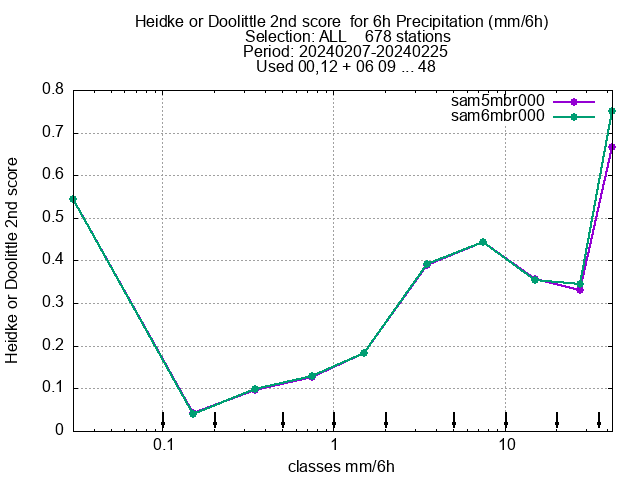 Heidke or Doolittle 2nd score  for 6h Precipitation (mm/6h)
Selection: ALL    678 stations
Period: 20240207-20240225
Used 00,12 + 06 09 ... 48
sam5mbr000
sam6mbr000
0.8
0.7
0.6
0.5
0.4
0.3
0.2
0.1
0
Heidke or Doolittle 2nd score
0.1 1 10
classes mm/6h